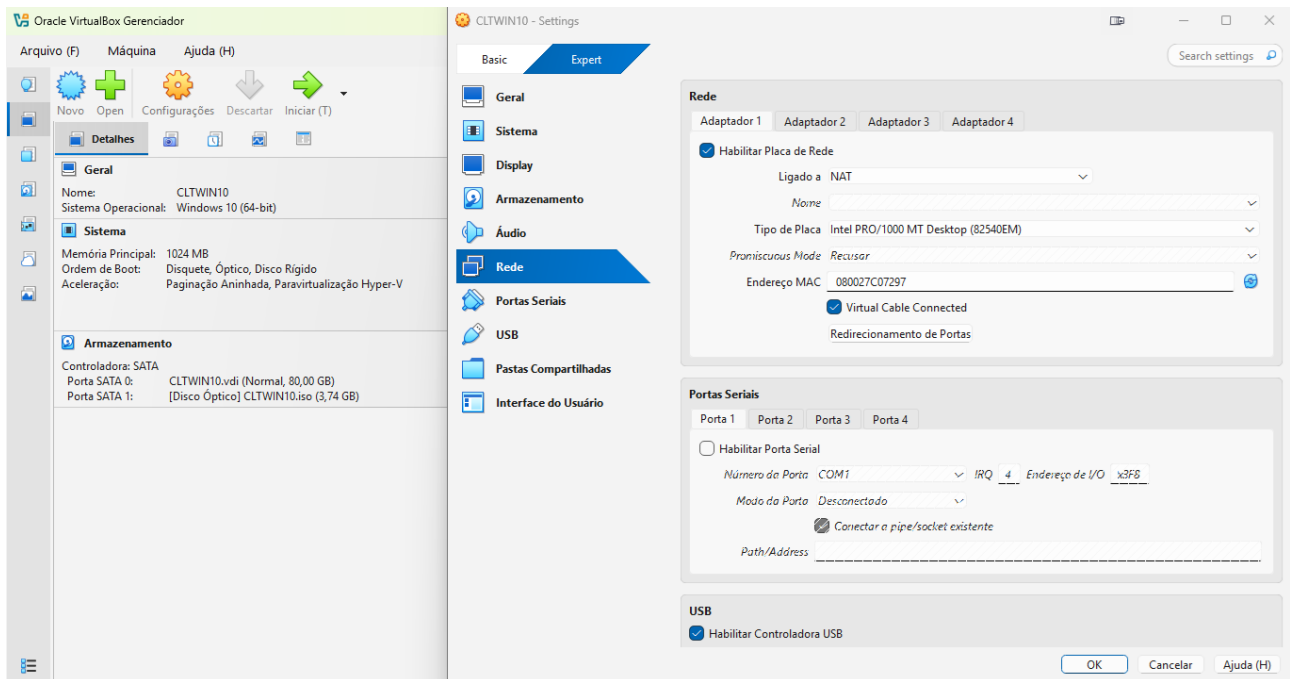 Oracle VirtualBox Gerenciador
Arquivo (F) Máquina Ajuda (H)
Novo Open Configurações Descartar Iniciar (T)
Detalhes
Geral
Nome: CLTWIN10
Sistema Operacional: Windows 10 (64-bit)
Sistema
Memória Principal: 1024 MB
Ordem de Boot: Disquete, Óptico, Disco Rígido
Aceleração: Paginação Aninhada, Paravirtualização Hyper-V
Armazenamento
Controladora: SATA
Porta SATA 0: CLTWIN10.vdi (Normal, 80,00 GB)
Porta SATA 1: [Disco Óptico] CLTWIN10.iso (3,74 GB)
CLTWIN10 - Settings
Basic Expert
Search settings
Geral
Sistema
Display
Armazenamento
Áudio
Rede
Portas Seriais
USB
Pastas Compartilhadas
Interface do Usuário
Rede
Adaptador 1 Adaptador 2 Adaptador 3 Adaptador 4
Habilitar Placa de Rede
Ligado a NAT
Nome
Tipo de Placa Intel PRO/1000 MT Desktop (82540EM)
Promiscuous Mode Recusar
Endereço MAC 080027C07297
Virtual Cable Connected
Redirecionamento de Portas
Portas Seriais
Porta 1 Porta 2 Porta 3 Porta 4
Habilitar Porta Serial
Número da Porta COM1 IRQ 4 Endereço de I/O x3F8
Modo da Porta Desconectado
Conectar a pipe/socket existente
Path/Address
USB
Habilitar Controladora USB
OK Cancelar Ajuda (H)